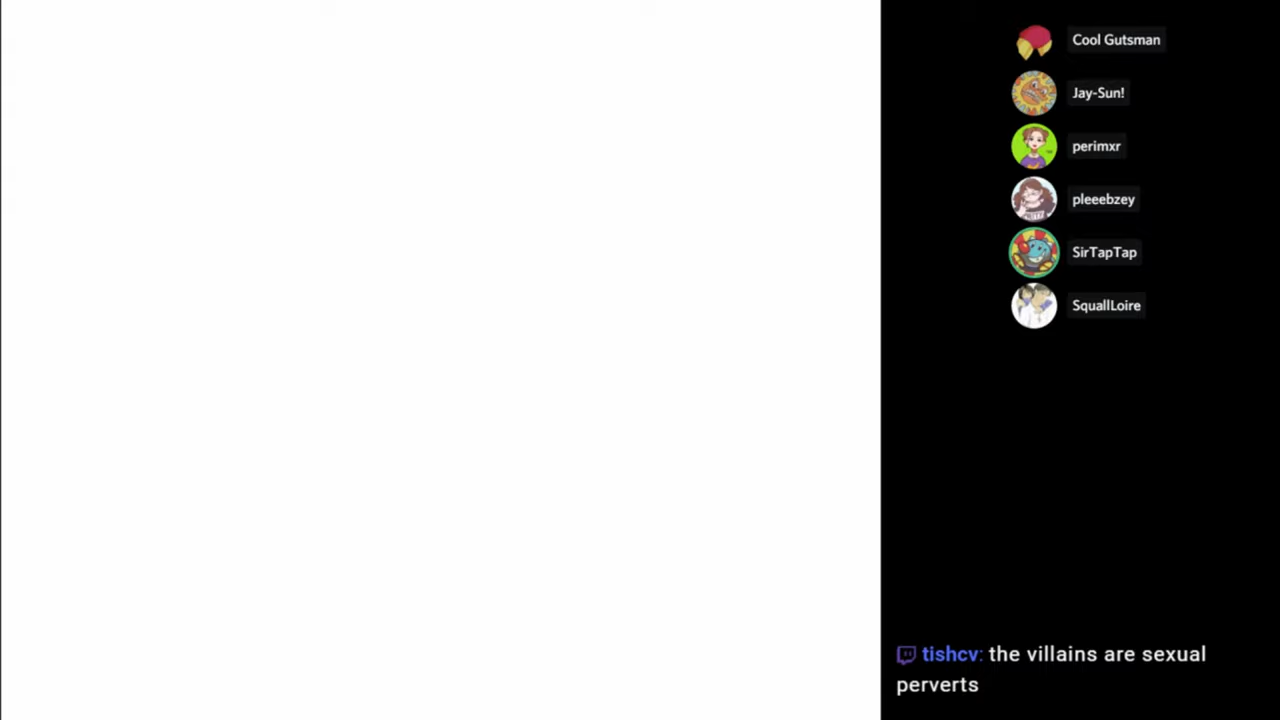 Cool Gutsman
Jay-Sun!
perimxr
pleeebzey
SirTapTap
SquallLoire
tishcv: the villains are sexual
perverts